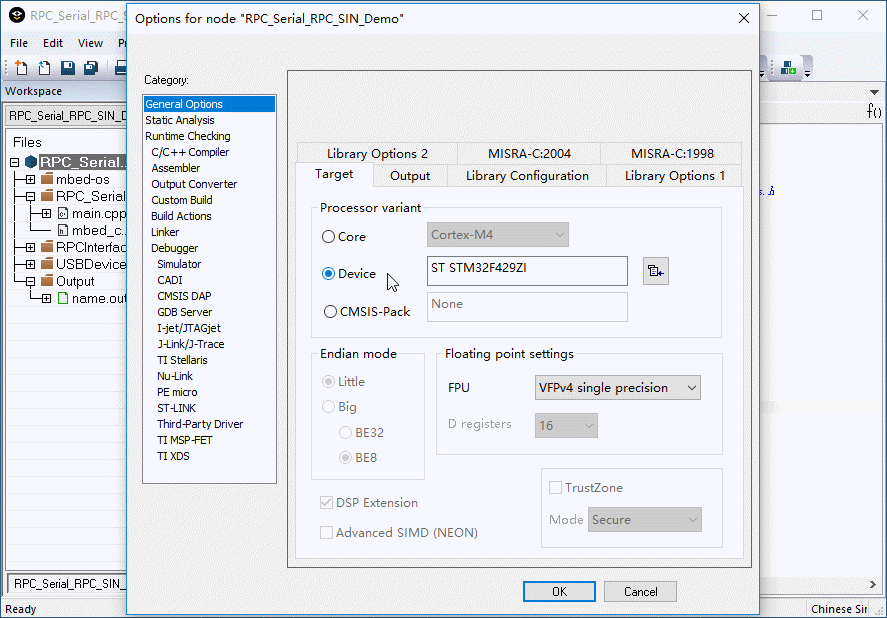 RPC_Serial_RPC_S
Options for node "RPC_Serial_RPC_SIN_Demo"
File Edit View
Workspace
RPC_Serial_RPC_SIN_D
Files
RPC_Serial...
mbed-os
RPC_Serial
main.cpp
mbed_c...
RPCInterfac
USBDevice
Output
name.out
RPC_Serial_RPC_SIN_
Ready
Category:
General Options
Static Analysis
Runtime Checking
C/C++ Compiler
Assembler
Output Converter
Custom Build
Build Actions
Linker
Debugger
Simulator
CADI
CMSIS DAP
GDB Server
I-jet/JTAGjet
J-Link/J-Trace
TI Stellaris
Nu-Link
PE micro
ST-LINK
Third-Party Driver
TI MSP-FET
TI XDS
Library Options 2 MISRA-C:2004 MISRA-C:1998
Target Output Library Configuration Library Options 1
Processor variant
Core Cortex-M4
Device ST STM32F429ZI
CMSIS-Pack None
Endian mode
Little
Big
BE32
BE8
Floating point settings
FPU VFPv4 single precision
D registers 16
DSP Extension
Advanced SIMD (NEON)
TrustZone
Mode Secure
OK Cancel
f()
s.h
Chinese Sir